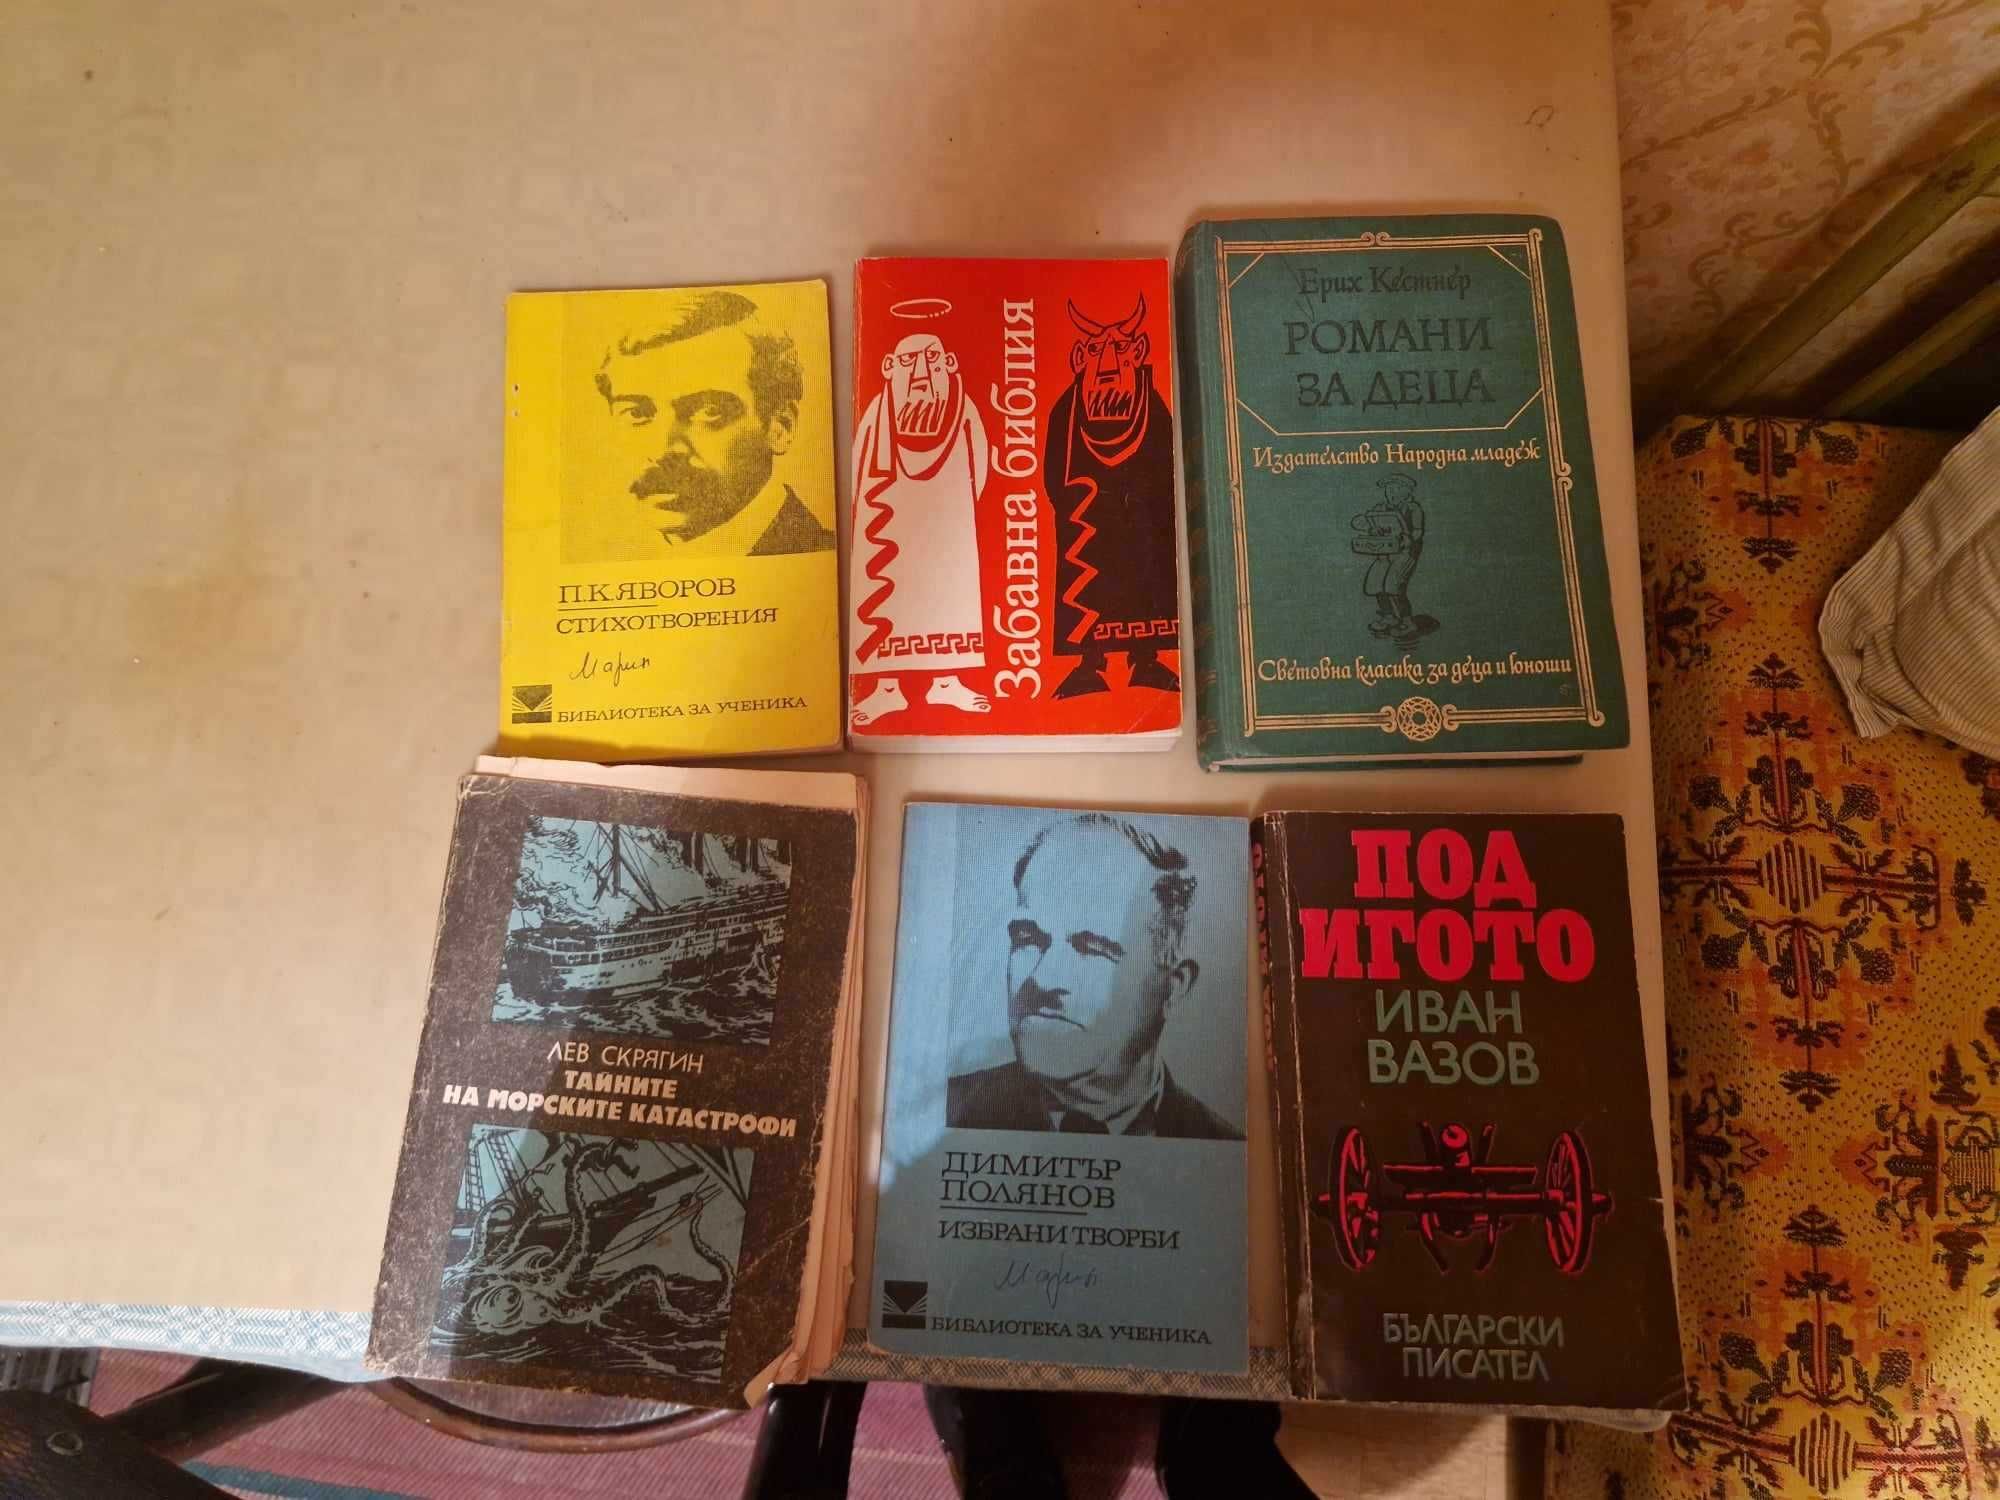 П.К.ЯВОРОВ
СТИХОТВОРЕНИЯ
Марин
БИБЛИОТЕКА ЗА УЧЕНИКА
Забавна библия
Ерих Кестнер
РОМАНИ
ЗА ДЕЦА
Издателство Народна младеж
Световна класика за деца и юноши
ЛЕВ СКРЯГИН
ТАЙНИТЕ
НА МОРСКИТЕ КАТАСТРОФИ
ДИМИТЪР
ПОЛЯНОВ
ИЗБРАНИ ТВОРБИ
Марин
БИБЛИОТЕКА ЗА УЧЕНИКА
ПОД
ИГОТО
ИВАН
ВАЗОВ
БЪЛГАРСКИ
ПИСАТЕЛ